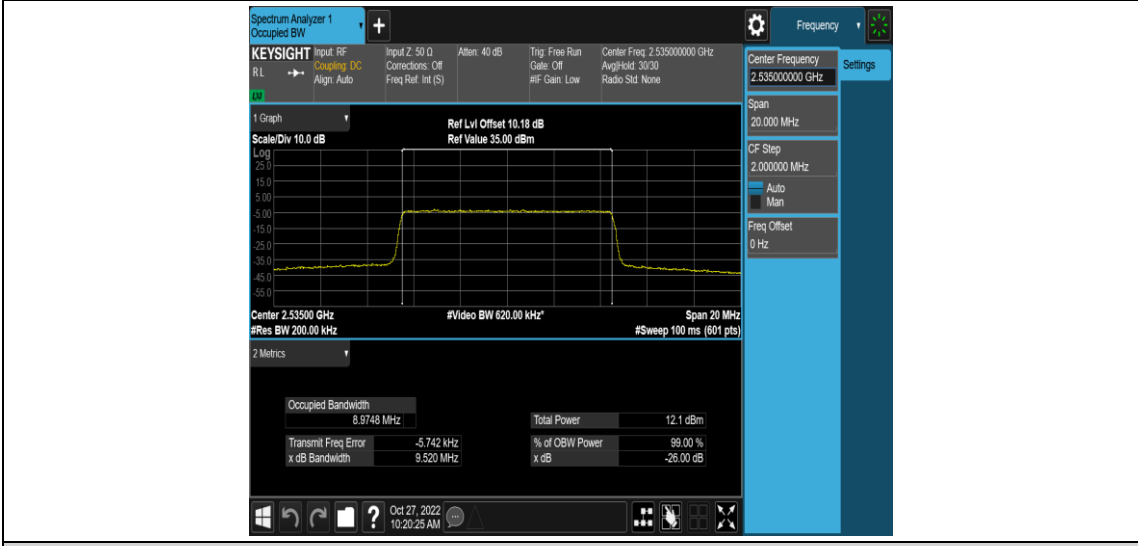 Spectrum Analyzer 1
Occupied BW
+
Frequency
KEYSIGHT
RL
Input: RF
Coupling: DC
Align: Auto
Input Z: 50 Ω
Corrections: Off
Freq Ref: Int (S)
Atten: 40 dB
Trig: Free Run
Gate: Off
#IF Gain: Low
Center Freq: 2.535000000 GHz
Avg|Hold: 30/30
Radio Std: None
Center Frequency
2.535000000 GHz
Settings
Span
20.000 MHz
CF Step
2.000000 MHz
Auto
Man
Freq Offset
0 Hz
1 Graph
Scale/Div 10.0 dB
Ref Lvl Offset 10.18 dB
Ref Value 35.00 dBm
Log
25.0
15.0
5.00
-5.00
-15.0
-25.0
-35.0
-45.0
-55.0
Center 2.53500 GHz
#Res BW 200.00 kHz
#Video BW 620.00 kHz*
Span 20 MHz
#Sweep 100 ms (601 pts)
2 Metrics
Occupied Bandwidth
8.9748 MHz
Total Power 12.1 dBm
Transmit Freq Error -5.742 kHz
% of OBW Power 99.00 %
x dB Bandwidth 9.520 MHz
x dB -26.00 dB
?
Oct 27, 2022
10:20:25 AM